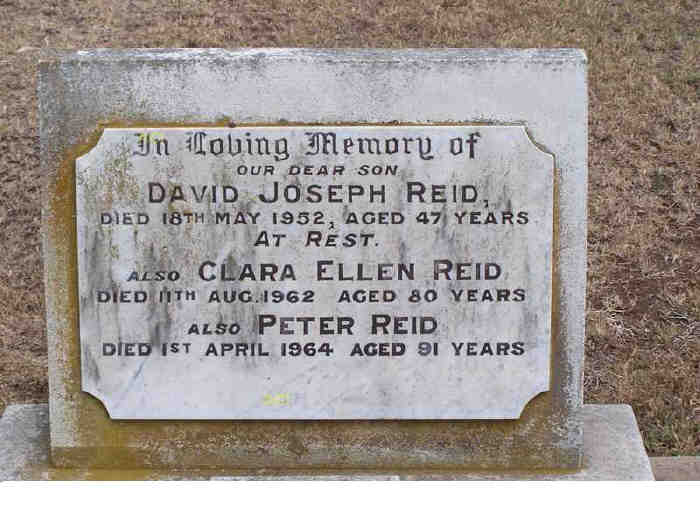 In Loving Memory of
OUR DEAR SON
DAVID JOSEPH REID,
DIED 18TH MAY 1952, AGED 47 YEARS
AT REST.
ALSO CLARA ELLEN REID
DIED 11TH AUG. 1962 AGED 80 YEARS
ALSO PETER REID
DIED 1ST APRIL 1964 AGED 91 YEARS